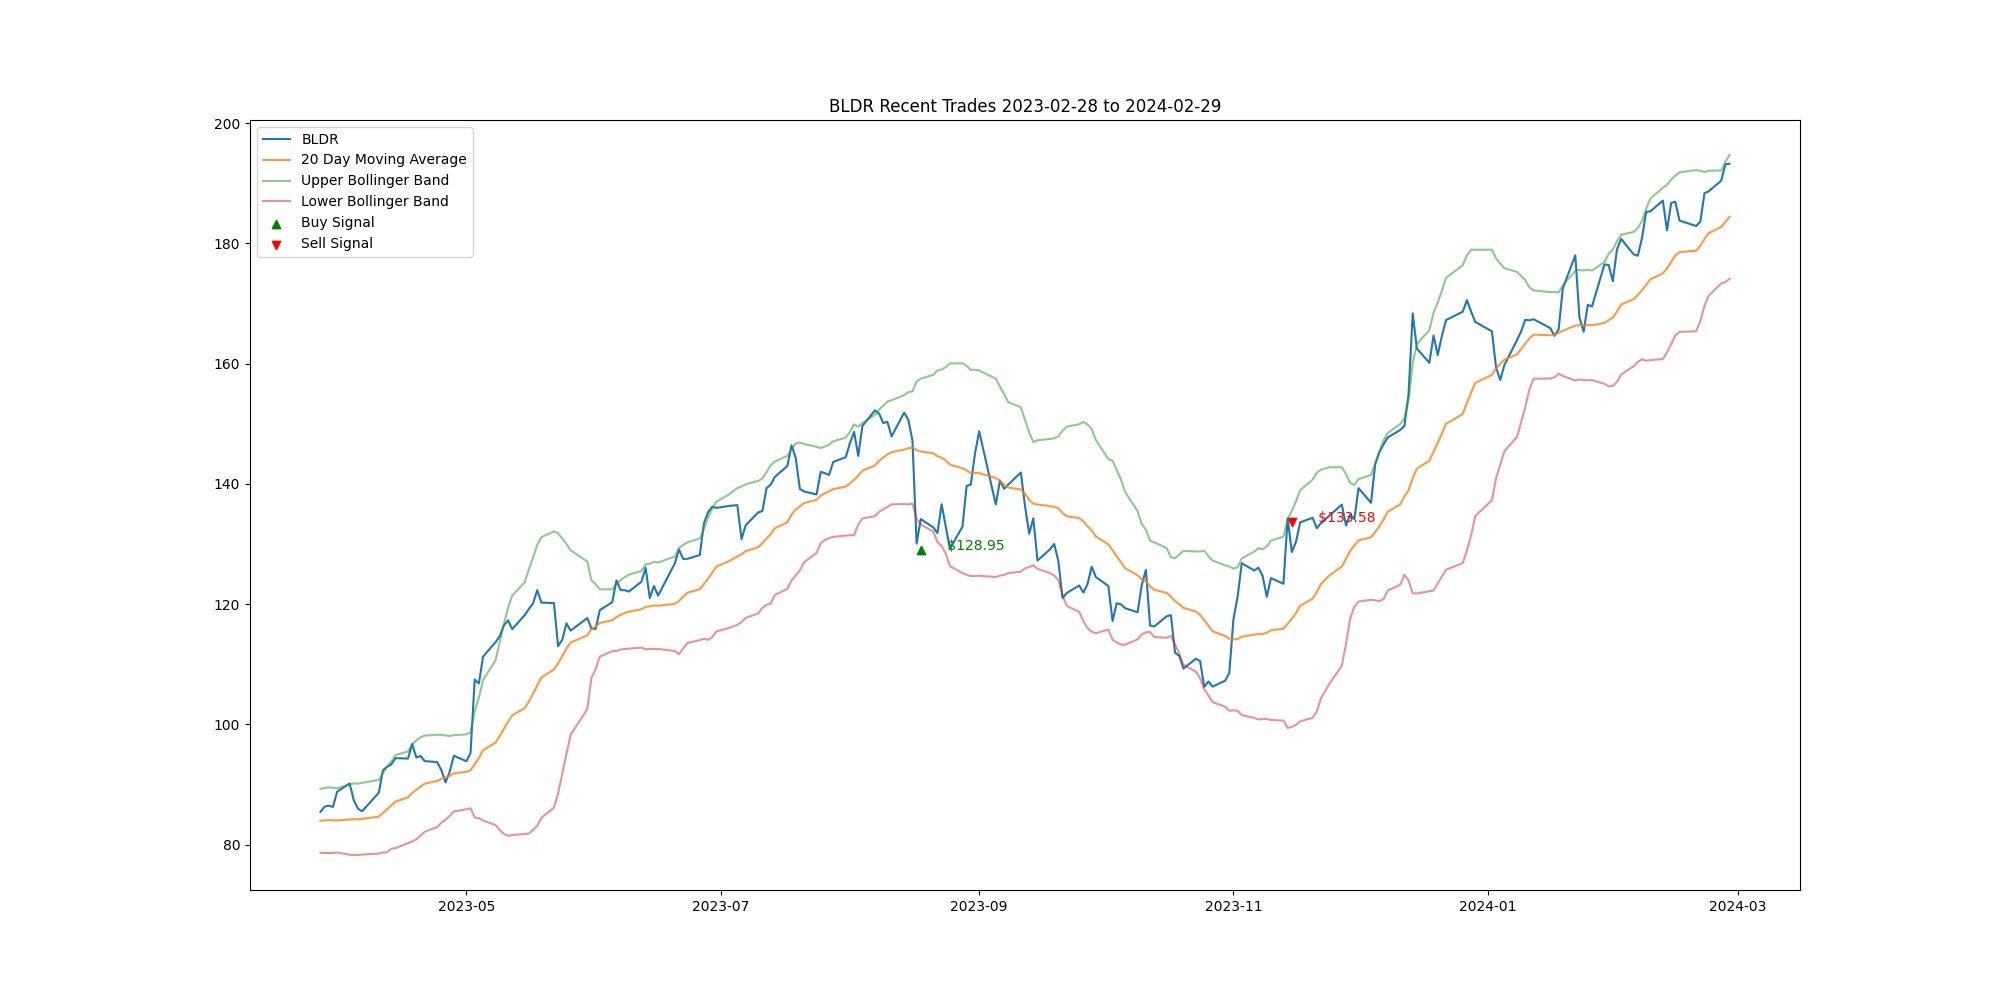 BLDR Recent Trades 2023-02-28 to 2024-02-29
200
180
160
140
120
100
80
BLDR
20 Day Moving Average
Upper Bollinger Band
Lower Bollinger Band
Buy Signal
Sell Signal
$133.58
$128.95
2023-05
2023-07
2023-09
2023-11
2024-01
2024-03